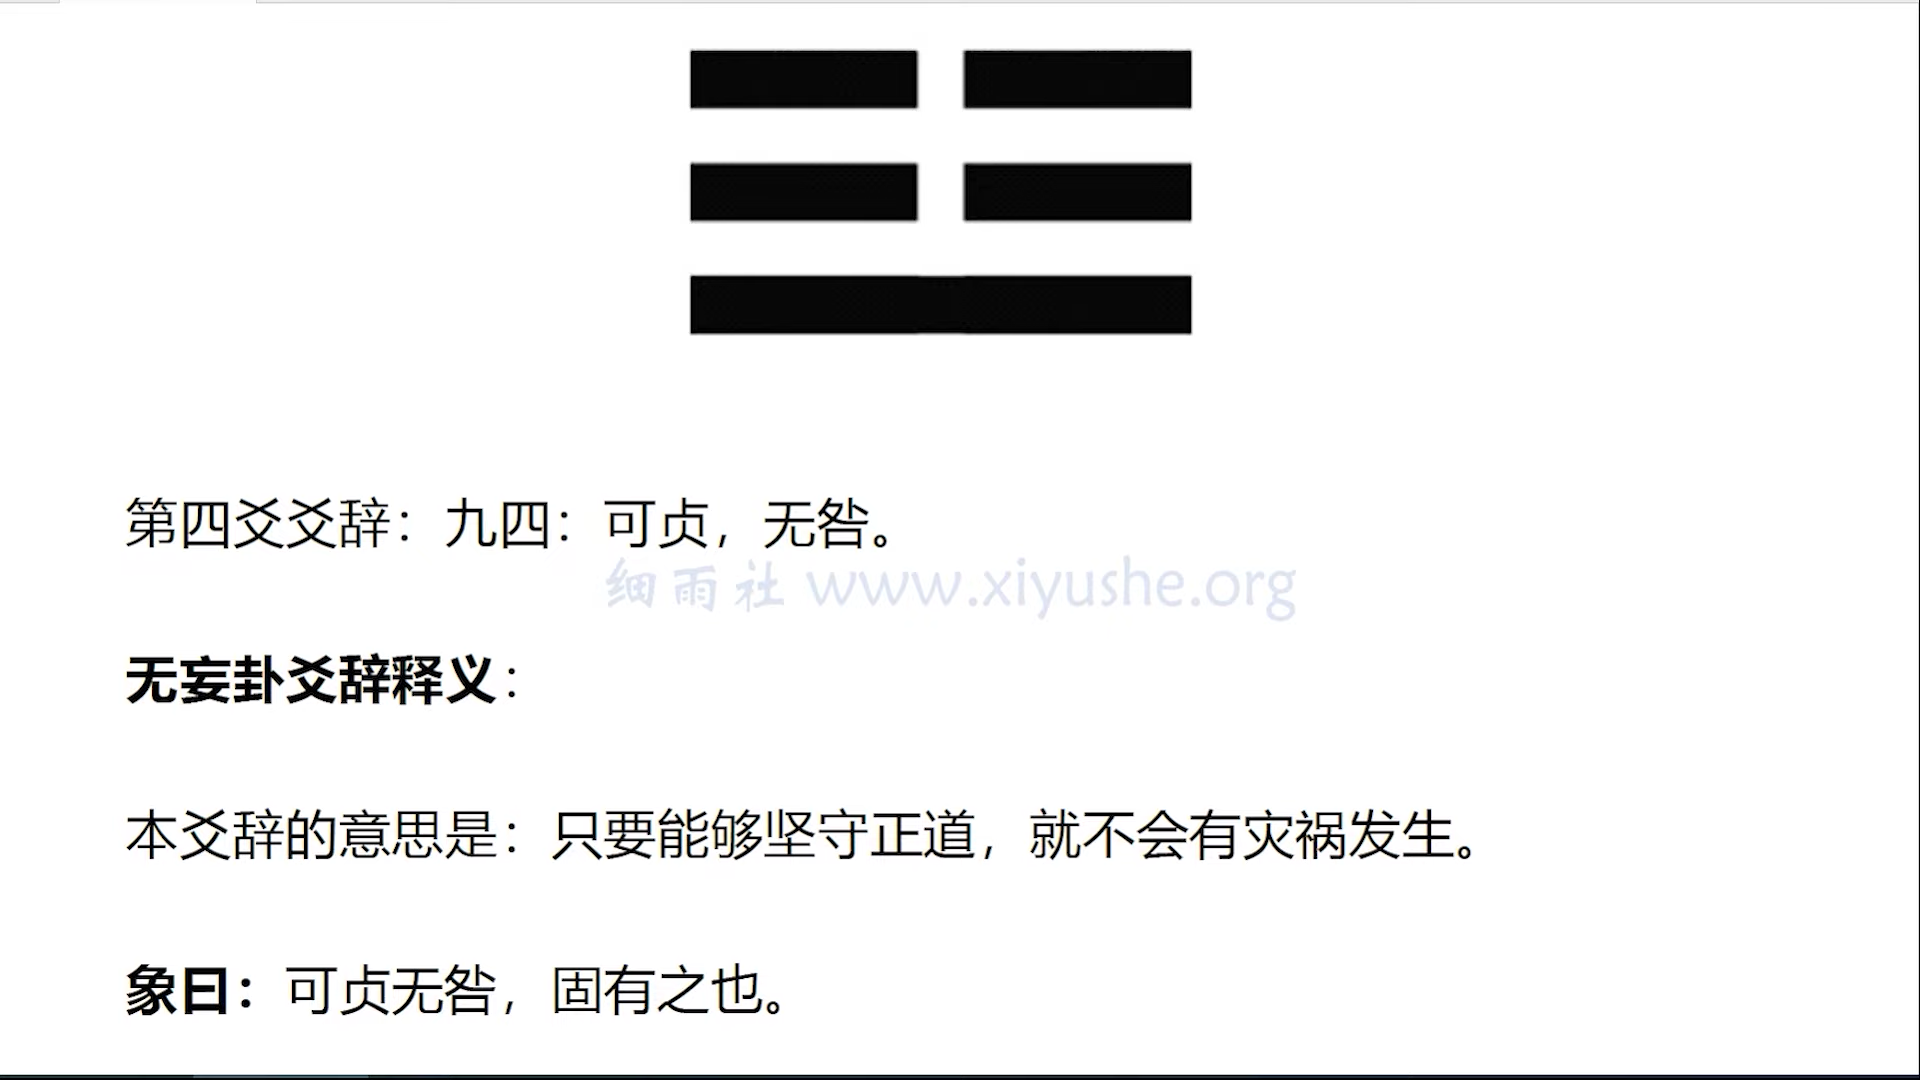 第四爻爻辞：九四：可贞，无咎。
细雨社 www.xiyushe.org
无妄卦爻辞释义：
本爻辞的意思是：只要能够坚守正道，就不会有灾祸发生。
象曰：可贞无咎，固有之也。